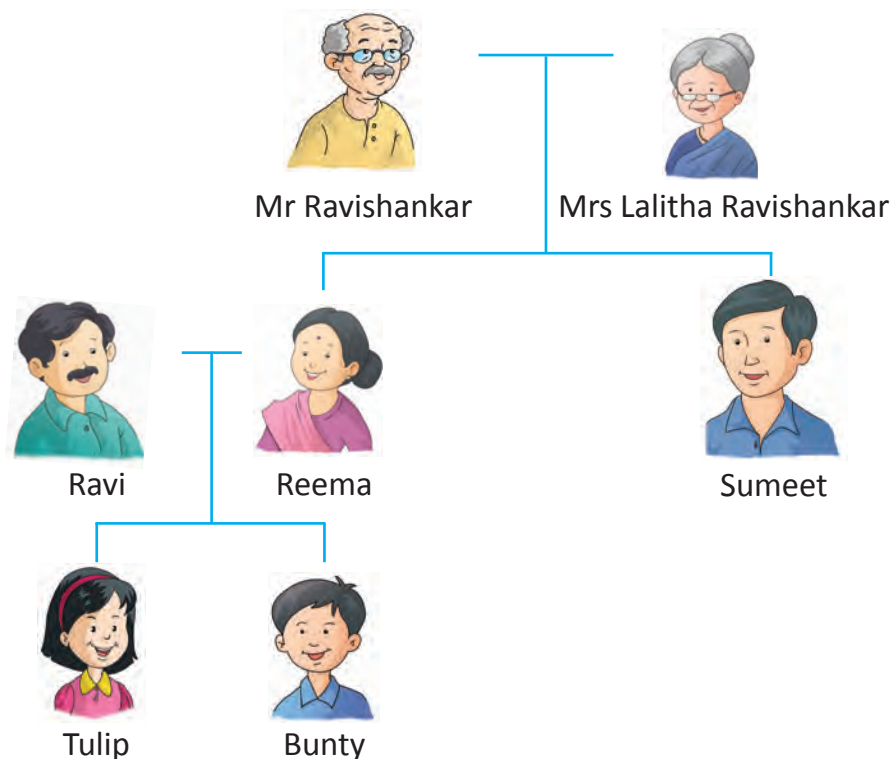 Mr Ravishankar
Mrs Lalitha Ravishankar
Ravi
Reema
Sumeet
Tulip
Bunty